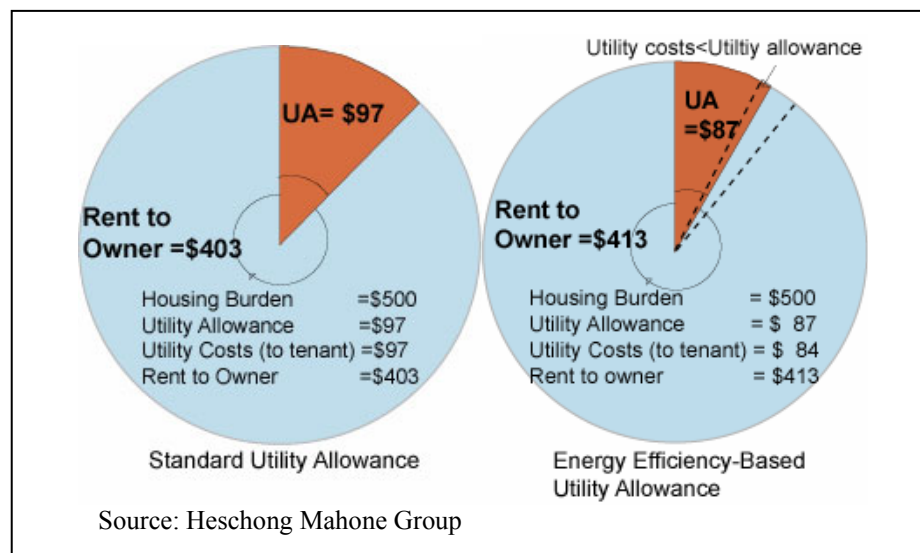 UA= $97
Rent to
Owner =$403
Housing Burden =$500
Utility Allowance =$97
Utility Costs (to tenant) =$97
Rent to Owner =$403
Standard Utility Allowance
Utility costs<Utiltiy allowance
UA
=$87
Rent to
Owner =$413
Housing Burden = $500
Utility Allowance = $ 87
Utility Costs (to tenant) = $ 84
Rent to owner = $413
Energy Efficiency-Based
Utility Allowance
Source: Heschong Mahone Group